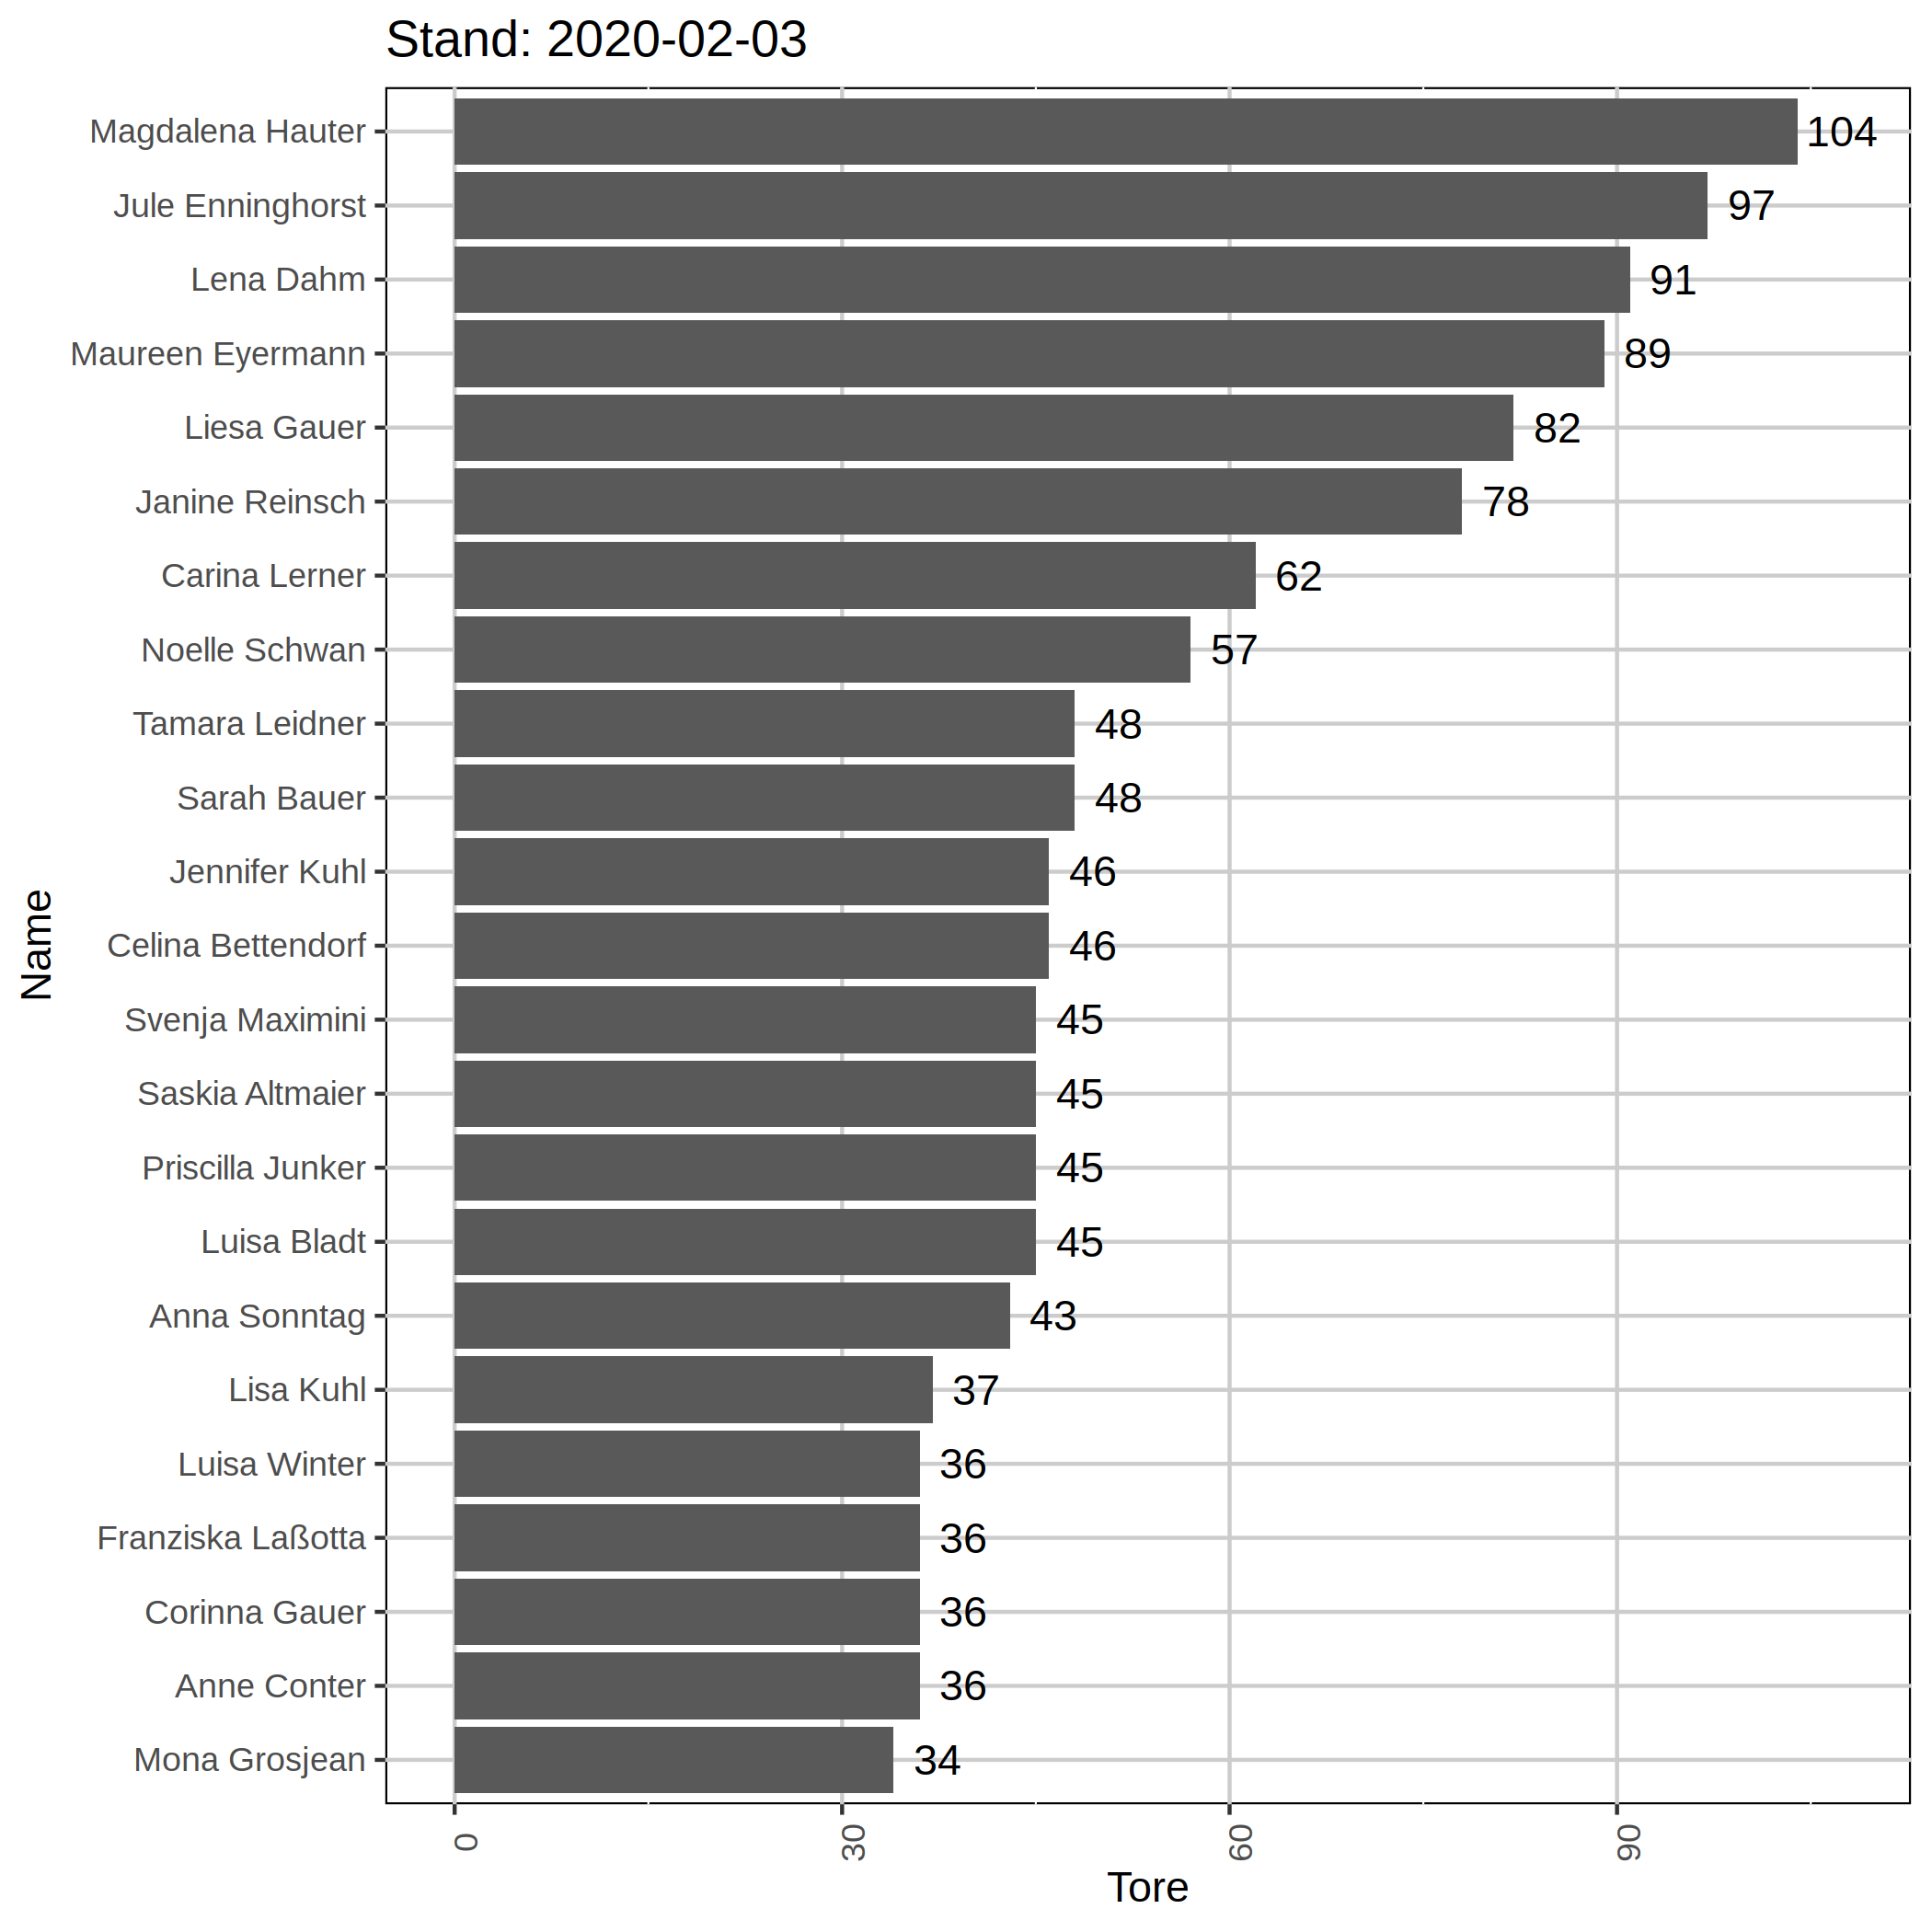 Stand: 2020-02-03
Magdalena Hauter 104
Jule Enninghorst 97
Lena Dahm 91
Maureen Eyermann 89
Liesa Gauer 82
Janine Reinsch 78
Carina Lerner 62
Noelle Schwan 57
Tamara Leidner 48
Sarah Bauer 48
Jennifer Kuhl 46
Celina Bettendorf 46
Svenja Maximini 45
Saskia Altmaier 45
Priscilla Junker 45
Luisa Bladt 45
Anna Sonntag 43
Lisa Kuhl 37
Luisa Winter 36
Franziska Laßotta 36
Corinna Gauer 36
Anne Conter 36
Mona Grosjean 34
Name
0 30 60 90
Tore